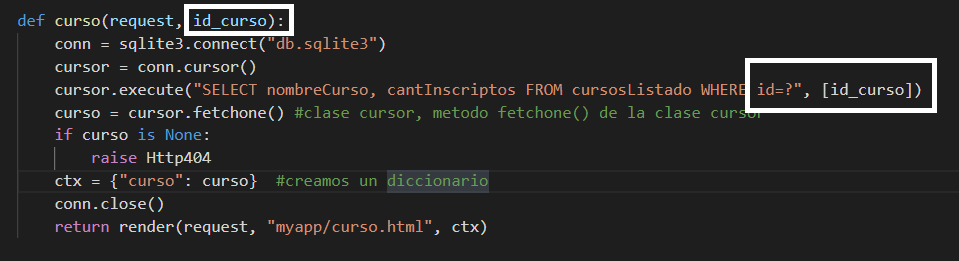 def curso(request, id_curso):
    conn = sqlite3.connect("db.sqlite3")
    cursor = conn.cursor()
    cursor.execute("SELECT nombreCurso, cantInscriptos FROM cursosListado WHERE id=?", [id_curso])
    curso = cursor.fetchone() #clase cursor, metodo fetchone() de la clase cursor
    if curso is None:
        raise Http404
    ctx = {"curso": curso}  #creamos un diccionario
    conn.close()
    return render(request, "myapp/curso.html", ctx)